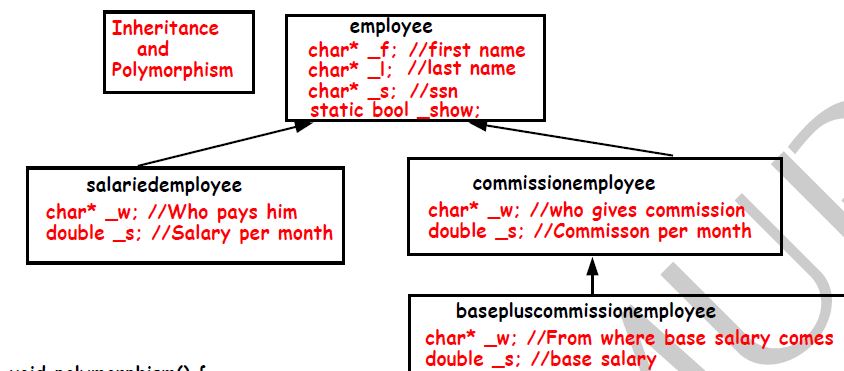 Inheritance
and
Polymorphism
employee
char* _f; //first name
char* _l; //last name
char* _s; //ssn
static bool _show;
salariedemployee
char* _w; //Who pays him
double _s; //Salary per month
commissionemployee
char* _w; //who gives commission
double _s; //Commisson per month
basepluscommissionemployee
char* _w; //From where base salary comes
double _s; //base salary
void polymorphism() {